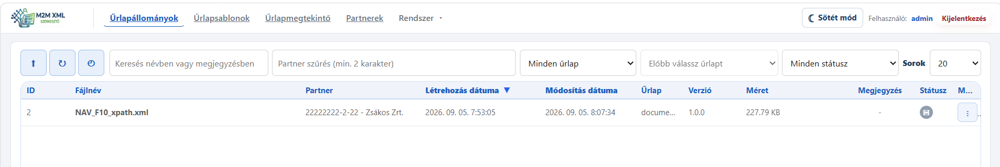 M2M XML
SZERKESZTŐ
Űrlapállományok Űrlapsablonok Űrlapmegtekintő Partnerek Rendszer
Sötét mód Felhasználó: admin Kijelentkezés
Keresés névben vagy megjegyzésben Partner szűrés (min. 2 karakter) Minden űrlap Előbb válassz űrlapt Minden státusz Sorok 20
ID Fájlnév Partner Létrehozás dátuma ▼ Módosítás dátuma Űrlap Verzió Méret Megjegyzés Státusz M...
2 NAV_F10_xpath.xml 22222222-2-22 - Zsákos Zrt. 2026. 09. 05. 7:53:05 2026. 09. 05. 8:07:34 docume... 1.0.0 227.79 KB - ..